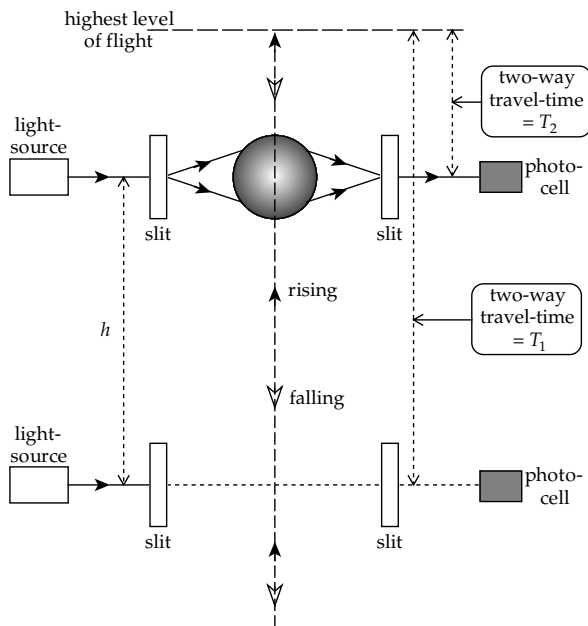 highest level
of flight
two-way
travel-time
= T₂
light-
source
photo-
cell
slit
slit
rising
two-way
travel-time
= T₁
h
falling
light-
source
photo-
cell
slit
slit